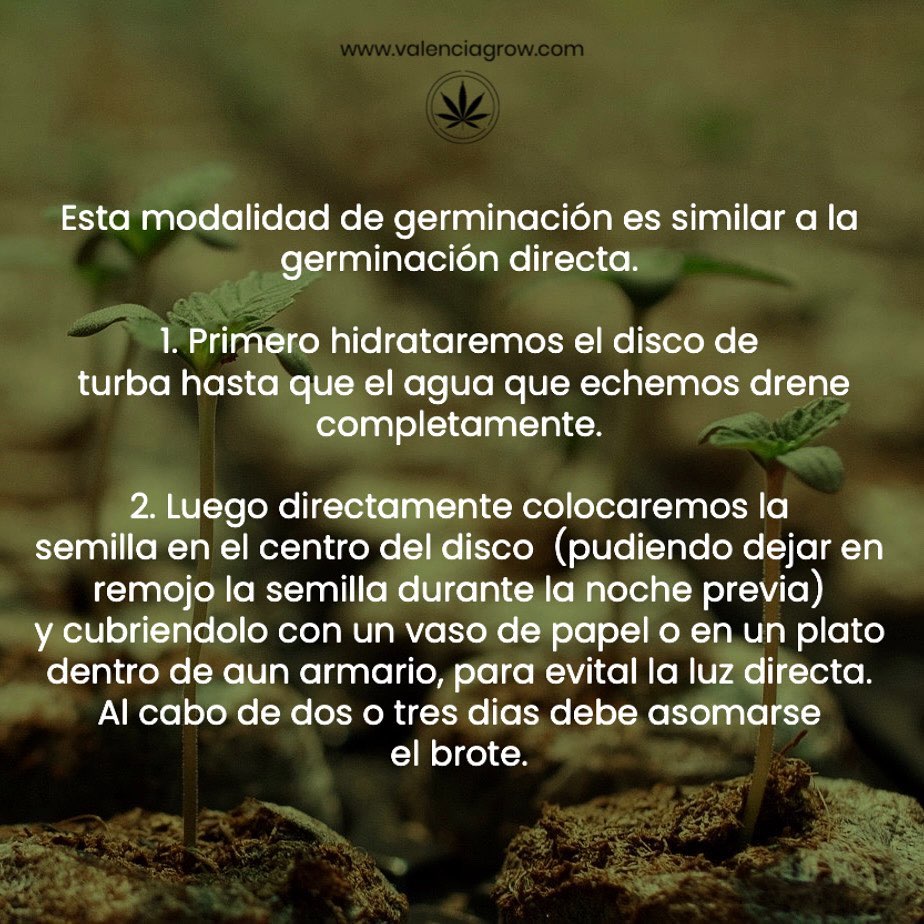 www.valenciagrow.com
Esta modalidad de germinación es similar a la
germinación directa.
1. Primero hidrataremos el disco de
turba hasta que el agua que echemos drene
completamente.
2. Luego directamente colocaremos la
semilla en el centro del disco (pudiendo dejar en
remojo la semilla durante la noche previa)
y cubriendolo con un vaso de papel o en un plato
dentro de aun armario, para evital la luz directa.
Al cabo de dos o tres dias debe asomarse
el brote.